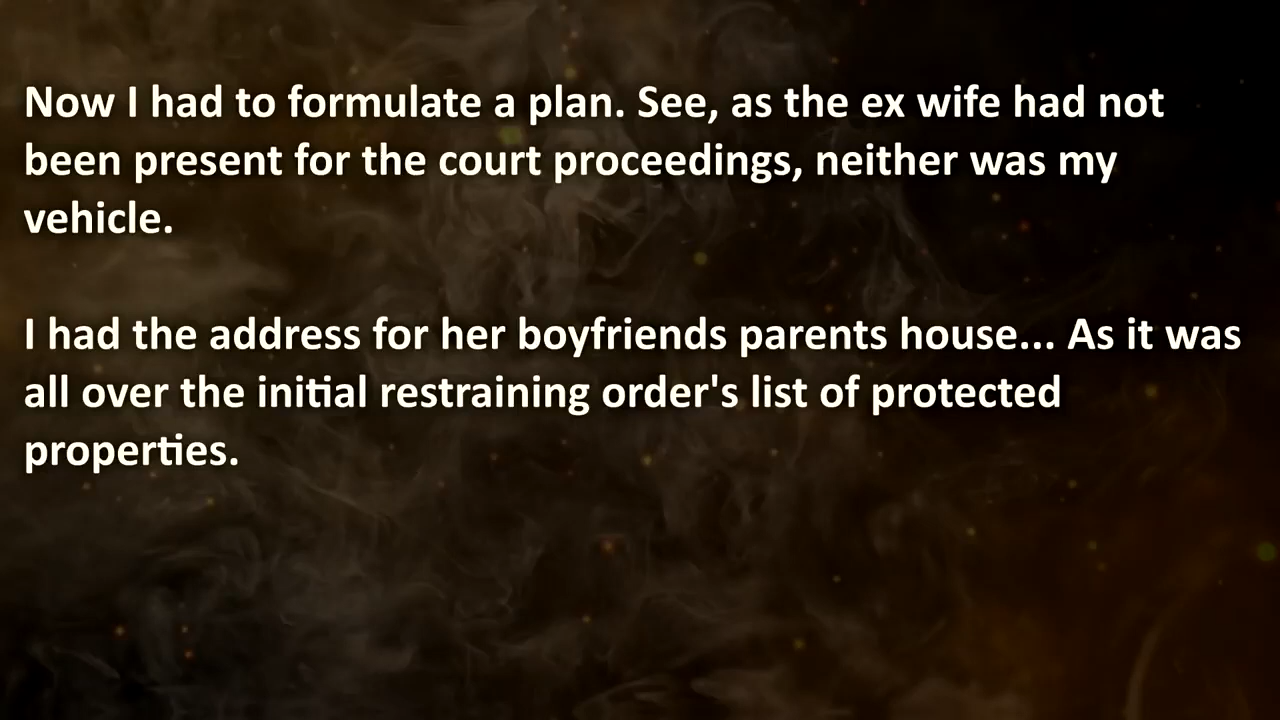 Now I had to formulate a plan. See, as the ex wife had not
been present for the court proceedings, neither was my
vehicle.
I had the address for her boyfriends parents house... As it was
all over the initial restraining order's list of protected
properties.